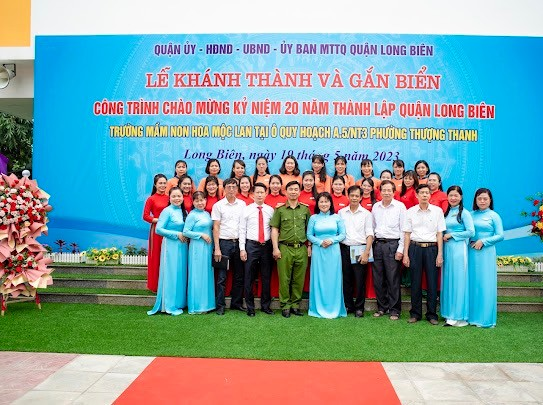 QUẬN ỦY - HĐND - UBND - ỦY BAN MTTQ QUẬN LONG BIÊN
LỄ KHÁNH THÀNH VÀ GẮN BIỂN
CÔNG TRÌNH CHÀO MỪNG KỶ NIỆM 20 NĂM THÀNH LẬP QUẬN LONG BIÊN
TRƯỜNG MẦM NON HOA MỘC LAN TẠI Ô QUY HOẠCH A.5/NT3 PHƯỜNG THƯỢNG THANH
Long Biên, ngày 19 tháng 5 năm 2023